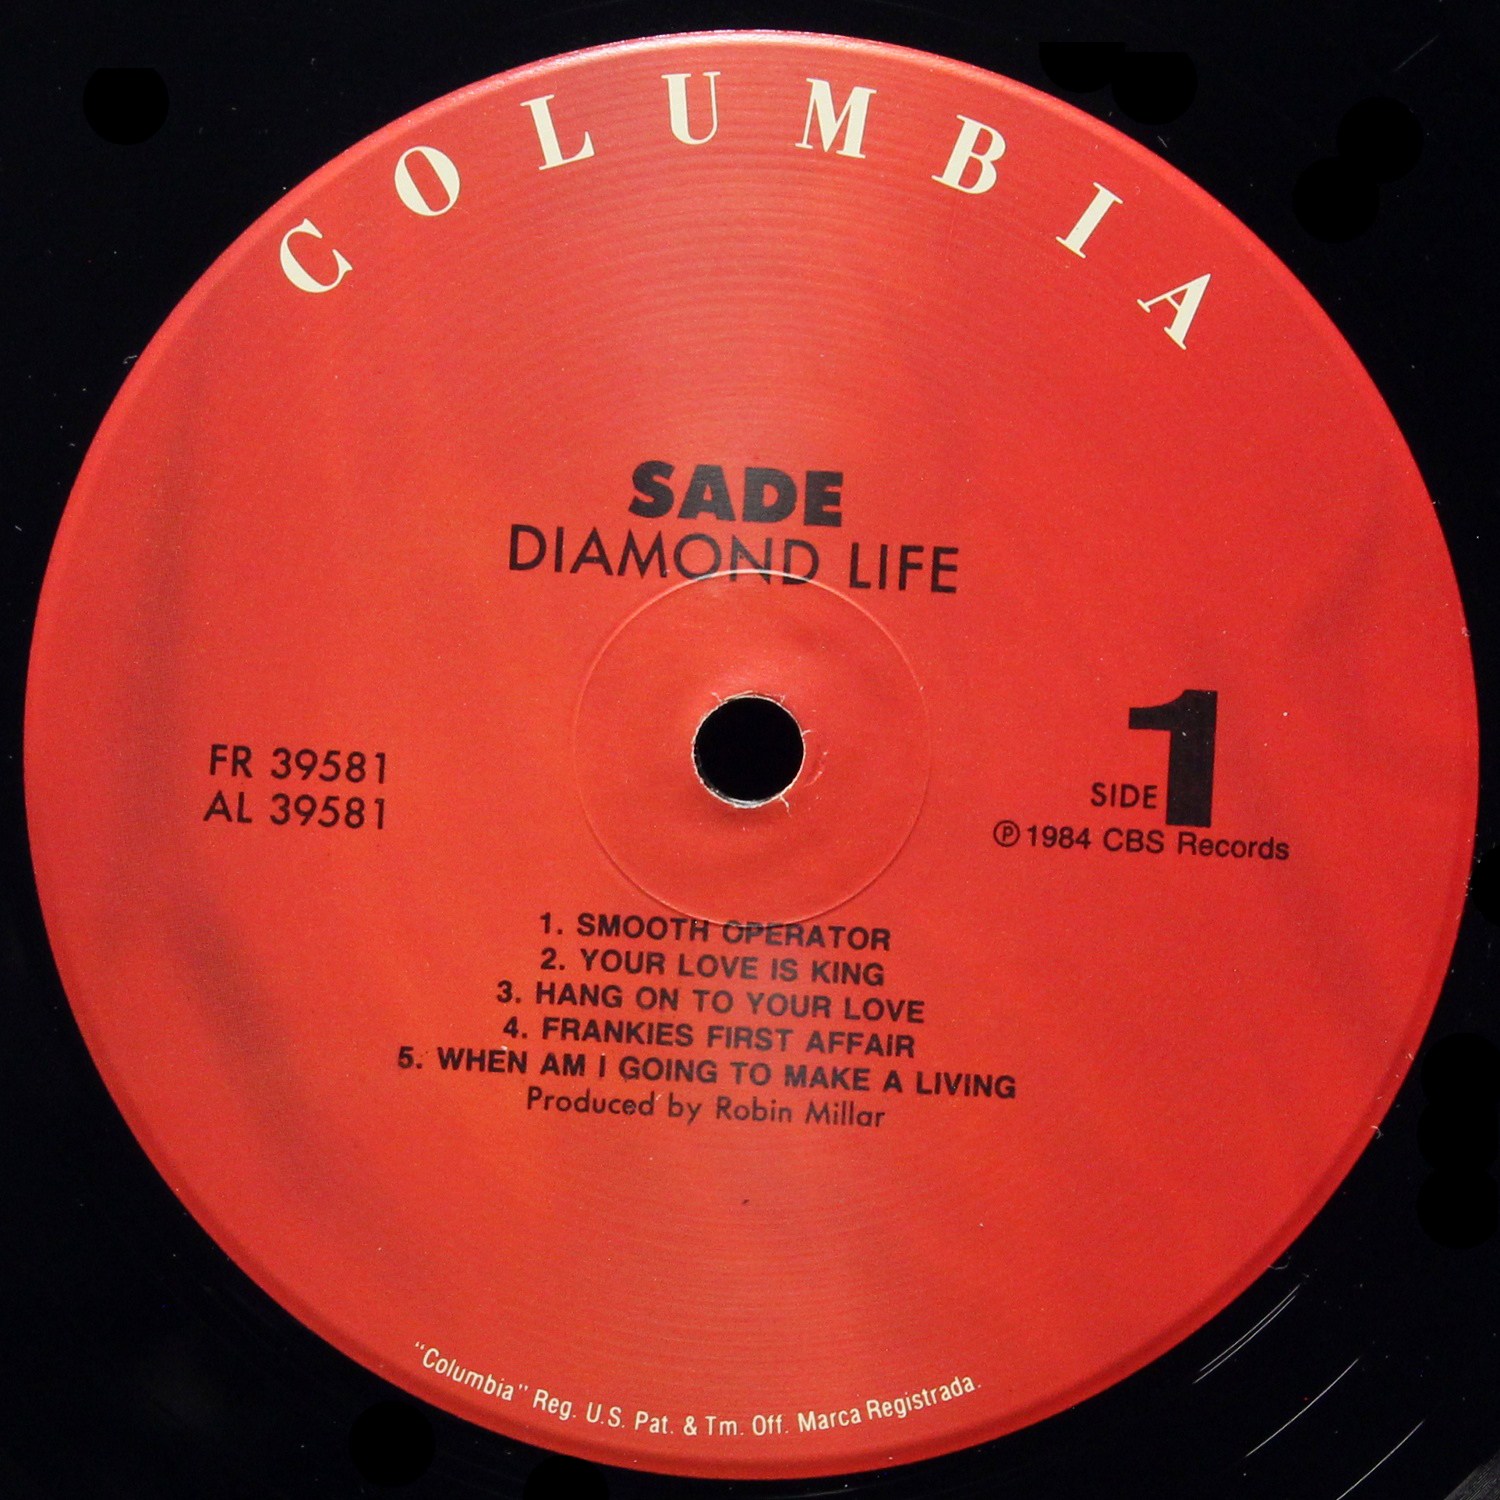 COLUMBIA
SADE
DIAMOND LIFE
FR 39581
AL 39581
SIDE 1
℗ 1984 CBS Records
1. SMOOTH OPERATOR
2. YOUR LOVE IS KING
3. HANG ON TO YOUR LOVE
4. FRANKIES FIRST AFFAIR
5. WHEN AM I GOING TO MAKE A LIVING
Produced by Robin Millar
"Columbia" Reg. U.S. Pat. & Tm. Off. Marca Registrada.